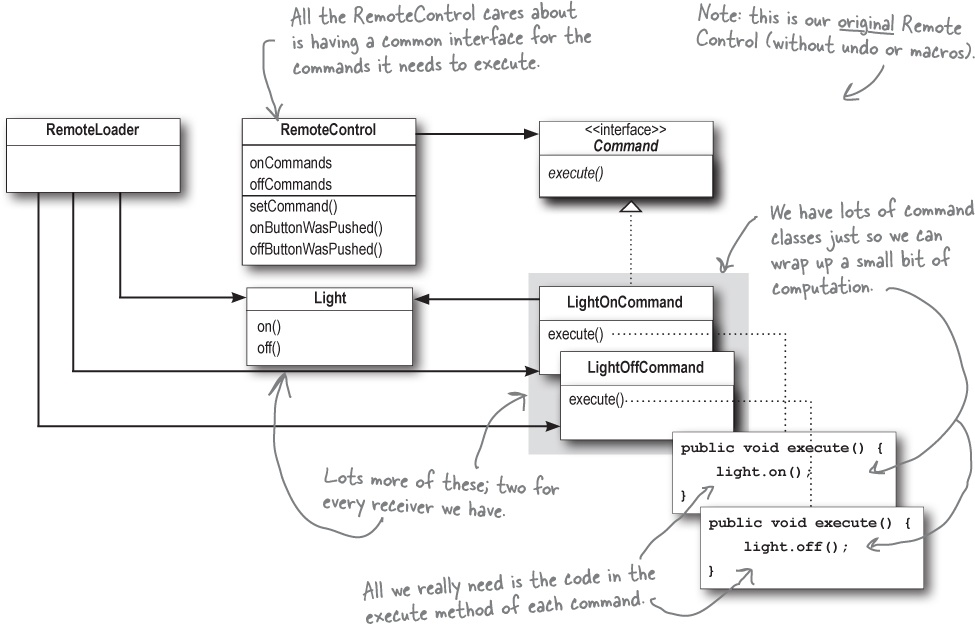 All the RemoteControl cares about
is having a common interface for the
commands it needs to execute.
Note: this is our original Remote
Control (without undo or macros).
RemoteLoader
RemoteControl
onCommands
offCommands
setCommand()
onButtonWasPushed()
offButtonWasPushed()
<<interface>>
Command
execute()
We have lots of command
classes just so we can
wrap up a small bit of
computation.
Light
on()
off()
LightOnCommand
execute()
LightOffCommand
execute()
Lots more of these; two for
every receiver we have.
public void execute() {
light.on();
}
public void execute() {
light.off();
}
All we really need is the code in the
execute method of each command.